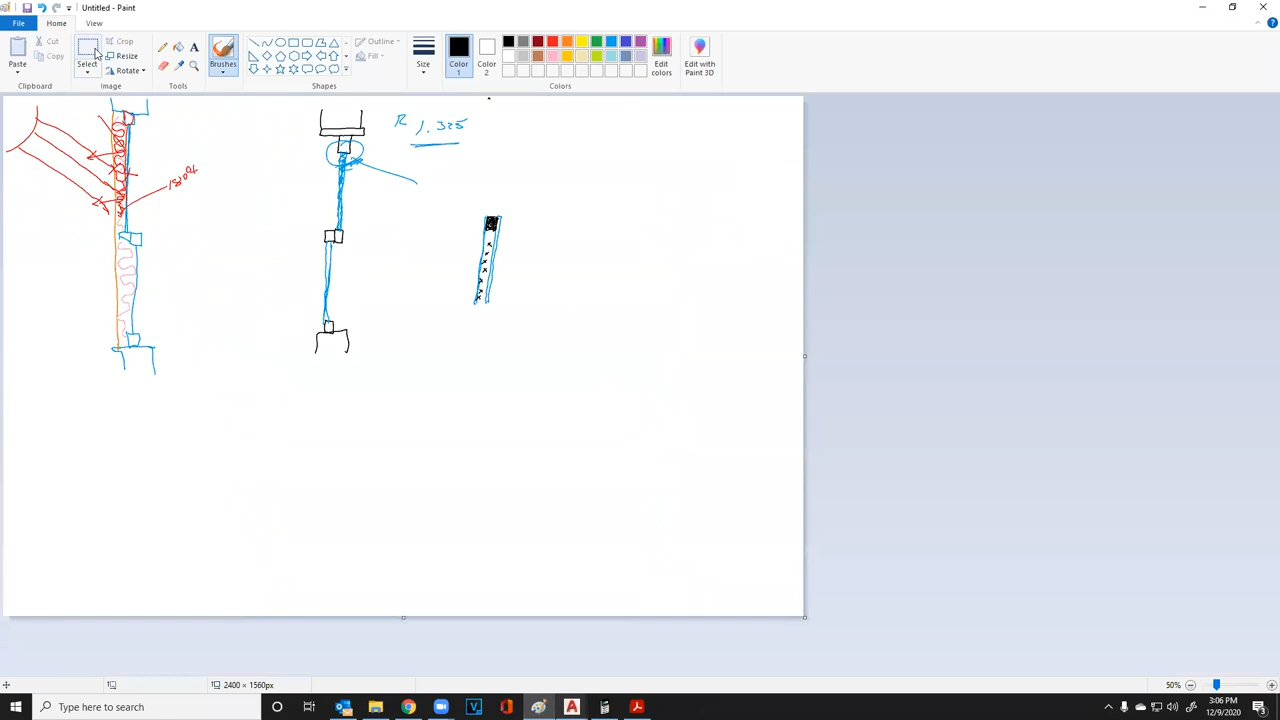 Untitled - Paint
File
Home
View
Paste
Cut
Copy
Clipboard
Select
Crop
Resize
Rotate
Image
Tools
Brushes
Shapes
Outline
Fill
Size
Color 1
Color 2
Edit colors
Colors
Edit with Paint 3D
R 1.325
2400 × 1560px
50%
Type here to search
3:06 PM
12/9/2020